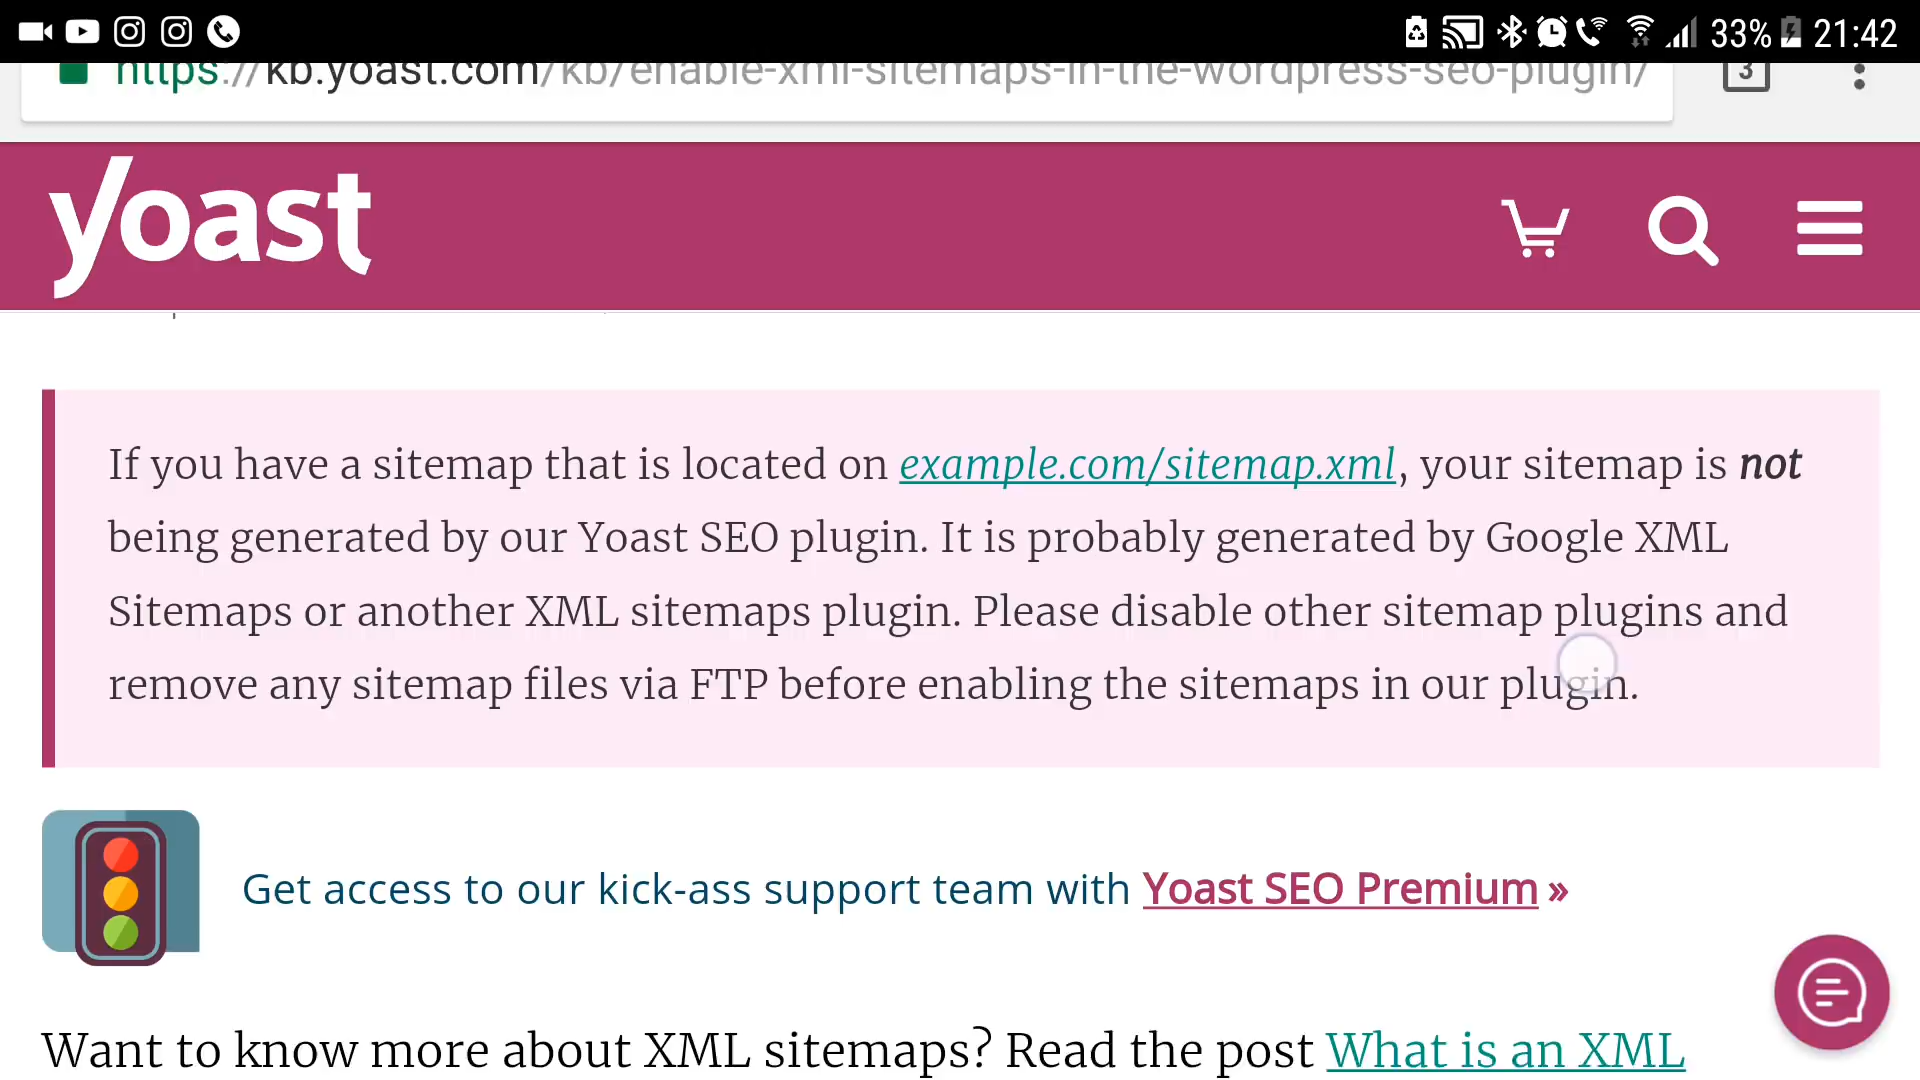 33% 21:42
https://kb.yoast.com/kb/enable-xml-sitemaps-in-the-wordpress-seo-plugin/ 3
yoast
If you have a sitemap that is located on example.com/sitemap.xml, your sitemap is not
being generated by our Yoast SEO plugin. It is probably generated by Google XML
Sitemaps or another XML sitemaps plugin. Please disable other sitemap plugins and
remove any sitemap files via FTP before enabling the sitemaps in our plugin.
Get access to our kick-ass support team with Yoast SEO Premium »
Want to know more about XML sitemaps? Read the post What is an XML